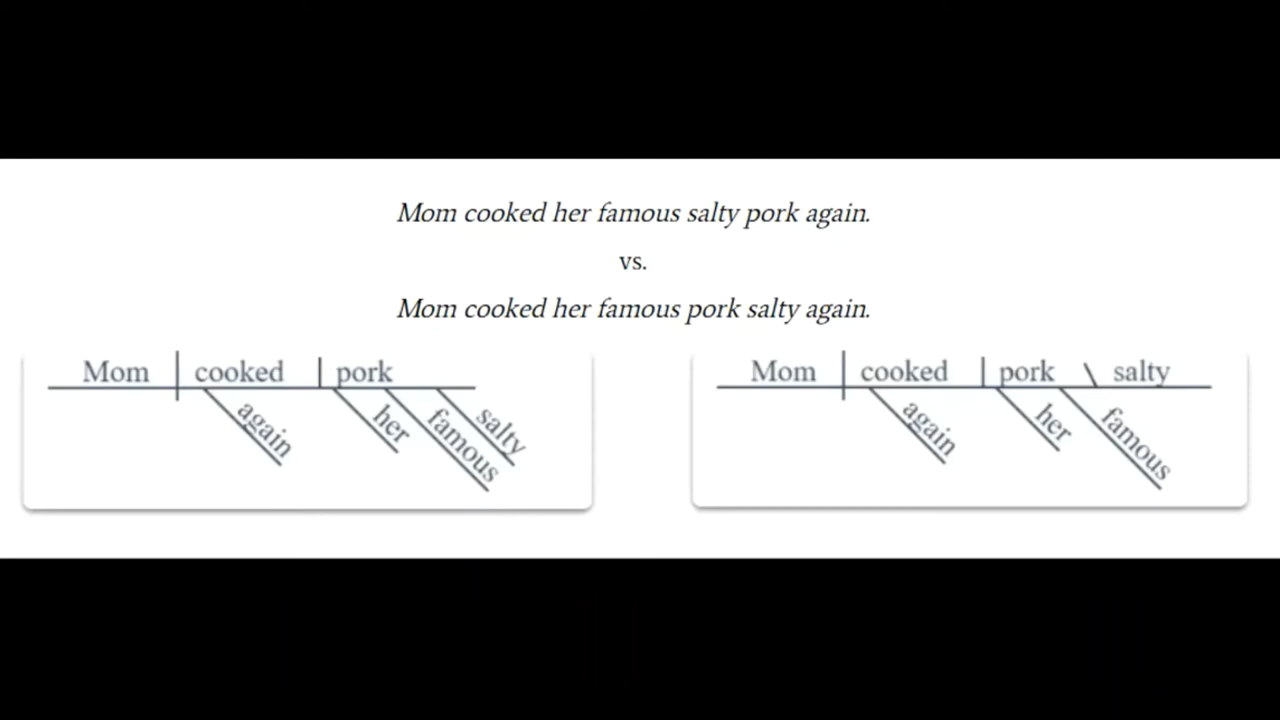 Mom cooked her famous salty pork again.
vs.
Mom cooked her famous pork salty again.
Mom cooked pork
again her famous salty
Mom cooked pork salty
again her famous